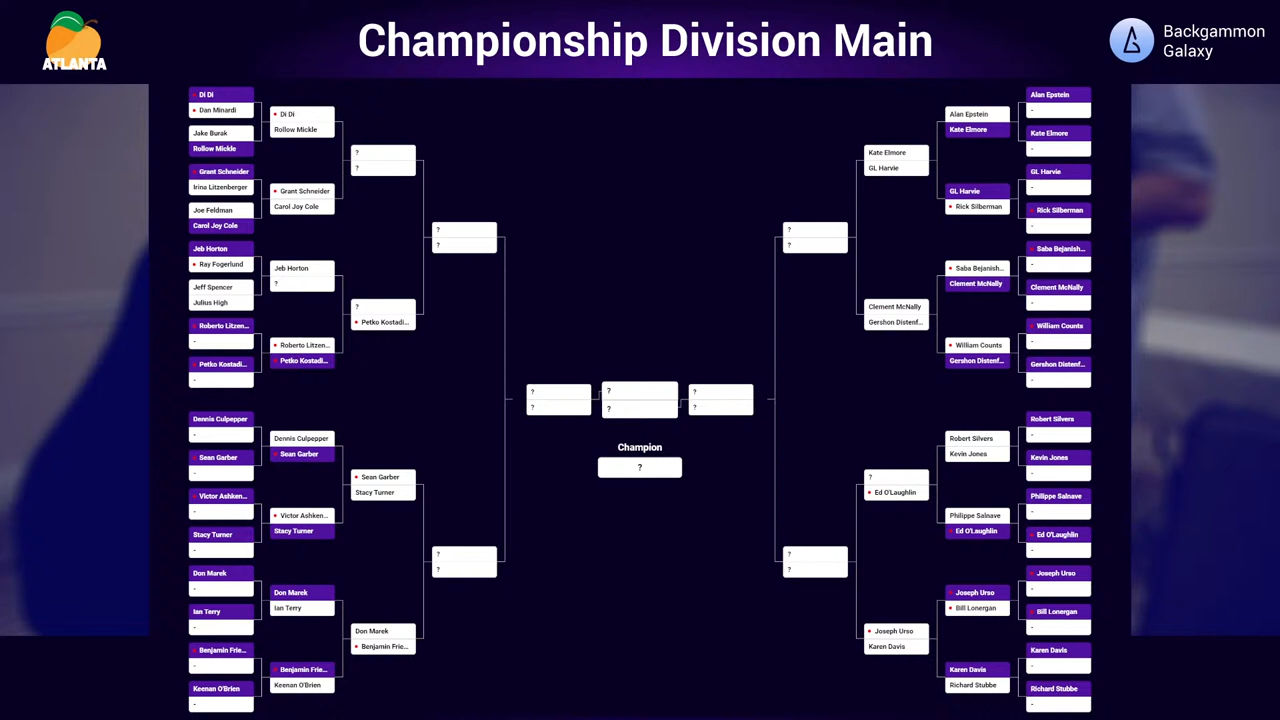 ATLANTA
Championship Division Main
Backgammon
Galaxy
Di Di
Dan Minardi
Jake Burak
Rollow Mickle
Grant Schneider
Irina Litzenberger
Joe Feldman
Carol Joy Cole
Jeb Horton
Ray Fogerlund
Jeff Spencer
Julius High
Roberto Litzen...
-
Petko Kostadi...
-
Dennis Culpepper
-
Sean Garber
-
Victor Ashken...
-
Stacy Turner
-
Don Marek
-
Ian Terry
-
Benjamin Frie...
-
Keenan O'Brien
-
Di Di
Rollow Mickle
Grant Schneider
Carol Joy Cole
Jeb Horton
?
Roberto Litzen...
Petko Kostadi...
Dennis Culpepper
Sean Garber
Victor Ashken...
Stacy Turner
Don Marek
Ian Terry
Benjamin Frie...
Keenan O'Brien
?
?
?
Petko Kostadi...
Sean Garber
Stacy Turner
Don Marek
Benjamin Frie...
?
?
?
?
?
?
?
?
Champion
?
?
?
?
?
?
?
Kate Elmore
GL Harvie
Clement McNally
Gershon Distenf...
?
Ed O'Laughlin
Joseph Urso
Karen Davis
Alan Epstein
Kate Elmore
GL Harvie
Rick Silberman
Saba Bejanish...
Clement McNally
William Counts
Gershon Distenf...
Robert Silvers
Kevin Jones
Philippe Salnave
Ed O'Laughlin
Joseph Urso
Bill Lonergan
Karen Davis
Richard Stubbe
Alan Epstein
-
Kate Elmore
-
GL Harvie
-
Rick Silberman
-
Saba Bejanish...
-
Clement McNally
-
William Counts
-
Gershon Distenf...
-
Robert Silvers
-
Kevin Jones
-
Philippe Salnave
-
Ed O'Laughlin
-
Joseph Urso
-
Bill Lonergan
-
Karen Davis
-
Richard Stubbe
-